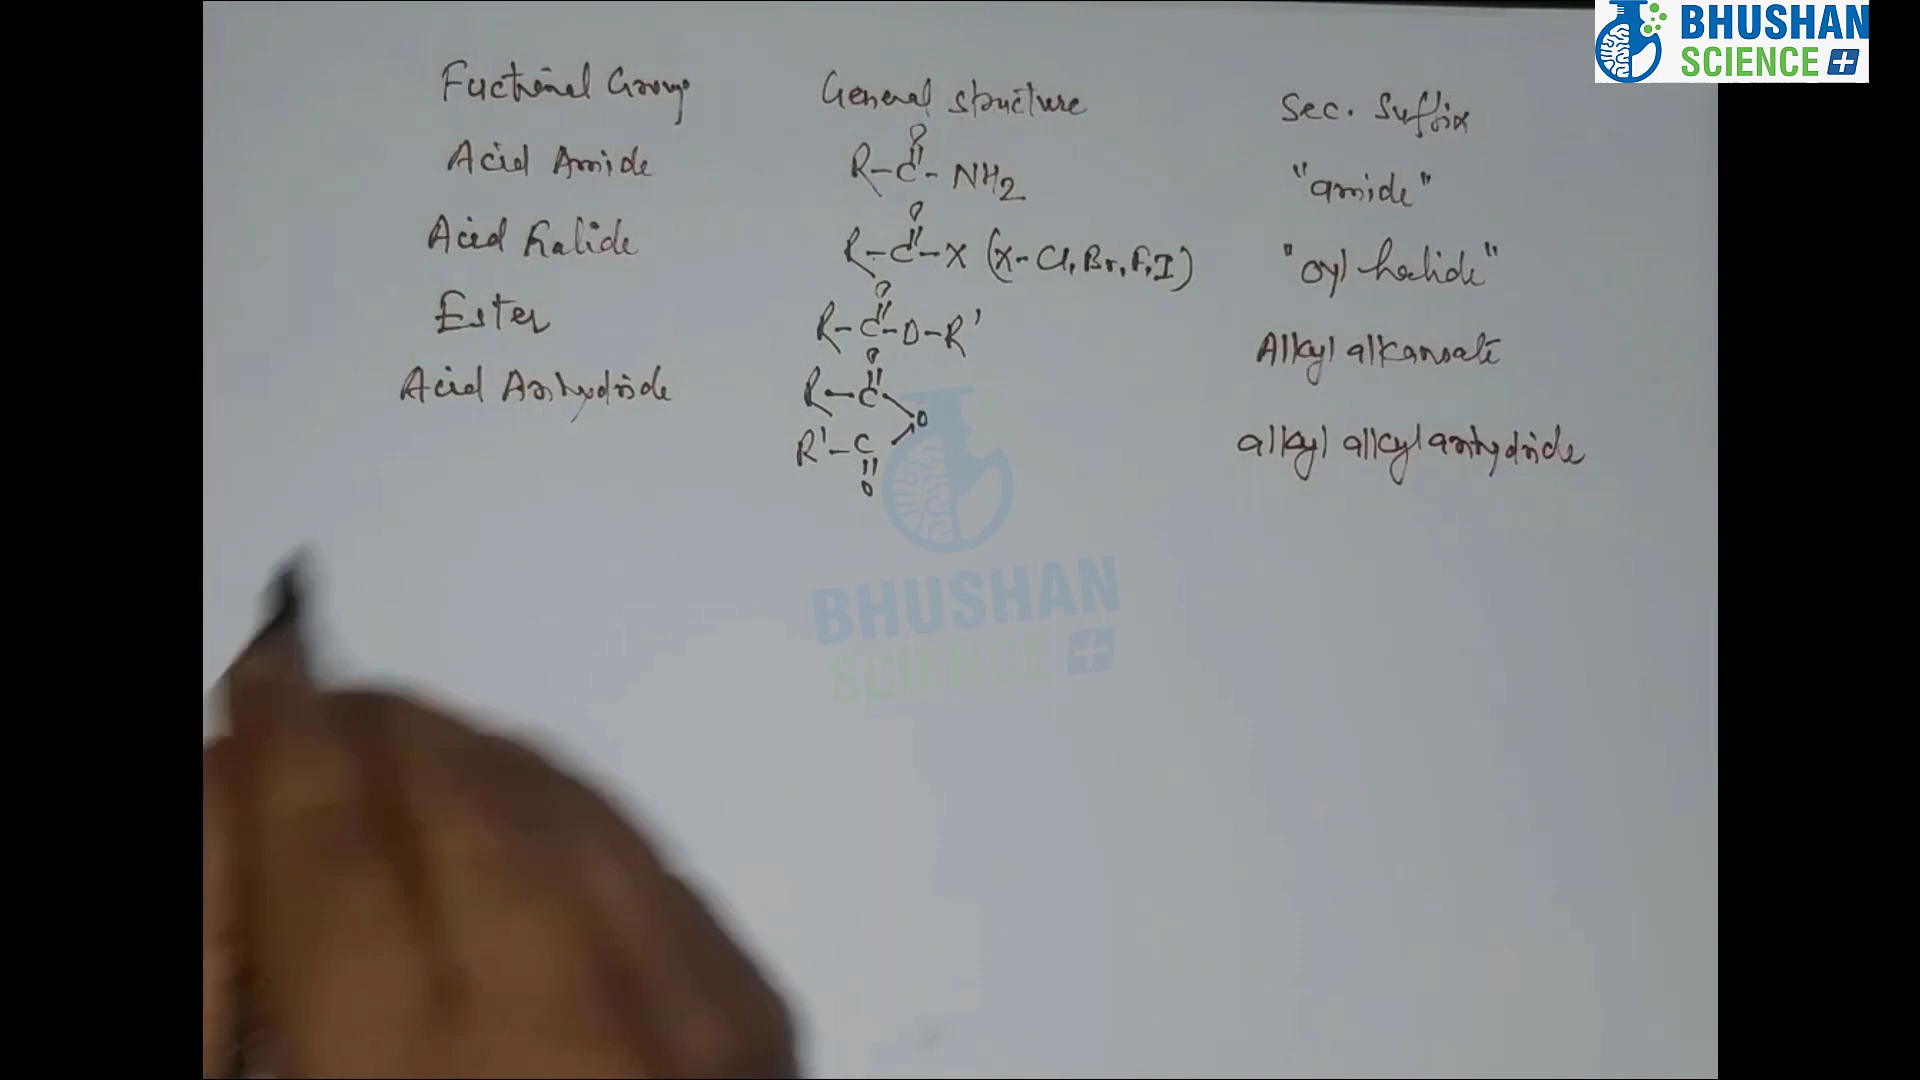 BHUSHAN
SCIENCE +
Fuctional Group General structure Sec. Suffix
O
Acid Amide R-C-NH2 "amide"
O
Acid halide R-C-X (X- Cl, Br, F, I) "oyl halide"
O
Ester R-C-O-R' Alkyl alkanoate
O
Acid Anhydride R-C
O
R'-C alkyl alkyl anhydride
O
BHUSHAN
SCIENCE +